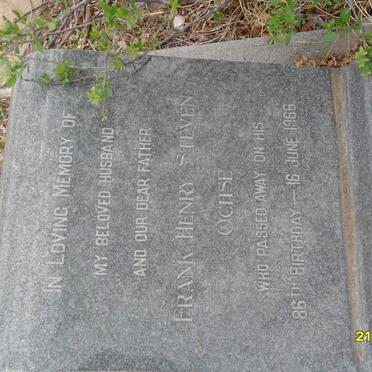 IN LOVING MEMORY OF
MY BELOVED HUSBAND
AND OUR DEAR FATHER
FRANK HENRY STEVEN
OCHSE
WHO PASSED AWAY ON HIS
86TH BIRTHDAY — 16 JUNE 1966.
21